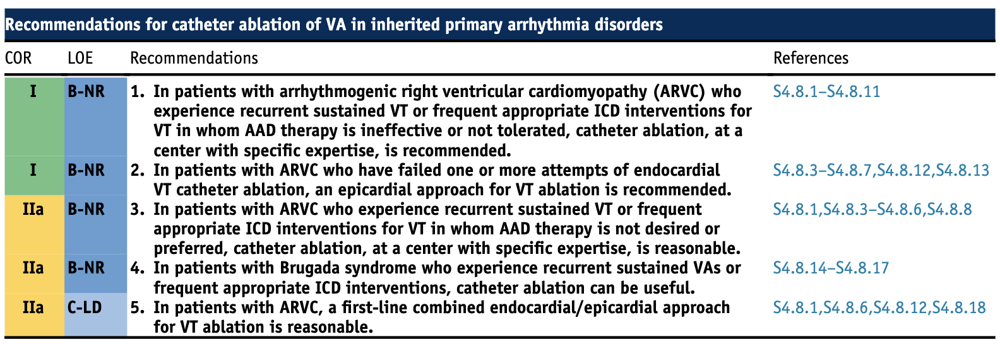 Recommendations for catheter ablation of VA in inherited primary arrhythmia disorders
COR LOE Recommendations References
I B-NR 1. In patients with arrhythmogenic right ventricular cardiomyopathy (ARVC) who S4.8.1–S4.8.11
experience recurrent sustained VT or frequent appropriate ICD interventions for
VT in whom AAD therapy is ineffective or not tolerated, catheter ablation, at a
center with specific expertise, is recommended.
I B-NR 2. In patients with ARVC who have failed one or more attempts of endocardial S4.8.3–S4.8.7,S4.8.12,S4.8.13
VT catheter ablation, an epicardial approach for VT ablation is recommended.
IIa B-NR 3. In patients with ARVC who experience recurrent sustained VT or frequent S4.8.1,S4.8.3–S4.8.6,S4.8.8
appropriate ICD interventions for VT in whom AAD therapy is not desired or
preferred, catheter ablation, at a center with specific expertise, is reasonable.
IIa B-NR 4. In patients with Brugada syndrome who experience recurrent sustained VAs or S4.8.14–S4.8.17
frequent appropriate ICD interventions, catheter ablation can be useful.
IIa C-LD 5. In patients with ARVC, a first-line combined endocardial/epicardial approach S4.8.1,S4.8.6,S4.8.12,S4.8.18
for VT ablation is reasonable.